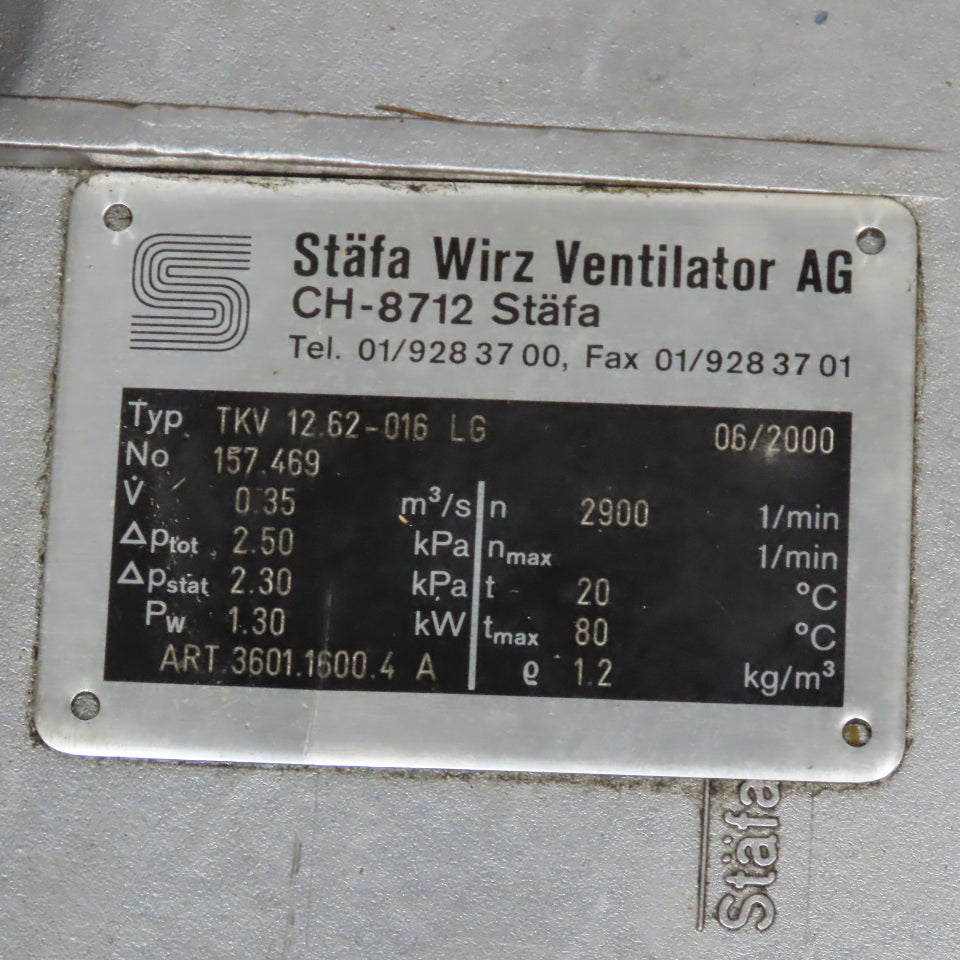 Stäfa Wirz Ventilator AG
CH-8712 Stäfa
Tel. 01/928 37 00, Fax 01/928 37 01
Typ TKV 12.62-016 LG 06/2000
No 157.469
V̇ 0.35 m³/s n 2900 1/min
Δptot 2.50 kPa nmax 1/min
Δpstat 2.30 kPa t 20 °C
Pw 1.30 kW tmax 80 °C
ART.3601.1600.4 A ϱ 1.2 kg/m³
Stäfa